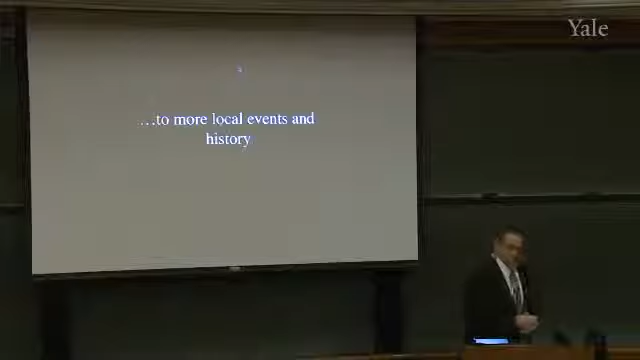 Yale
…to more local events and
history